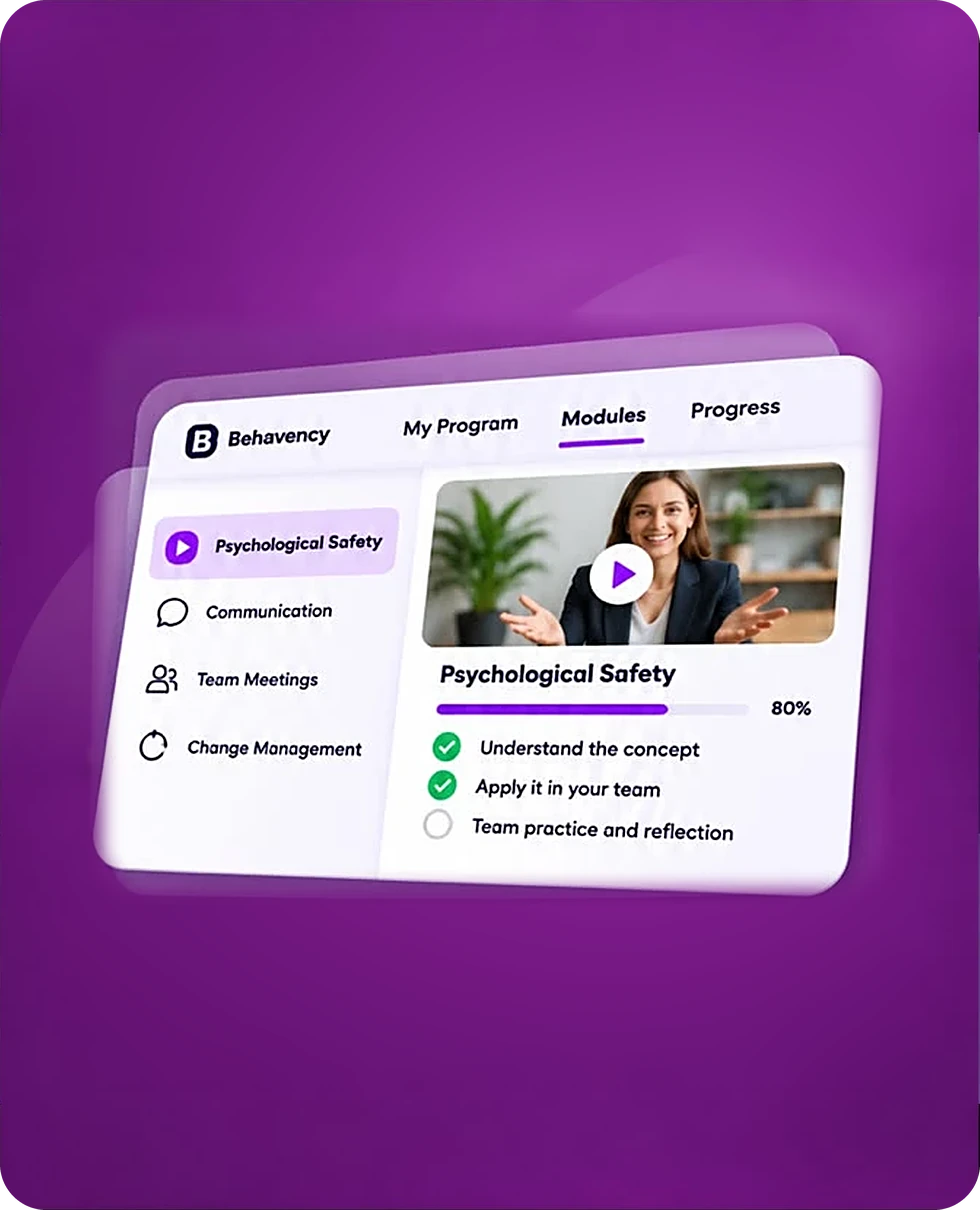 B Behavency
My Program
Modules
Progress
Psychological Safety
Communication
Team Meetings
Change Management
Psychological Safety
80%
Understand the concept
Apply it in your team
Team practice and reflection